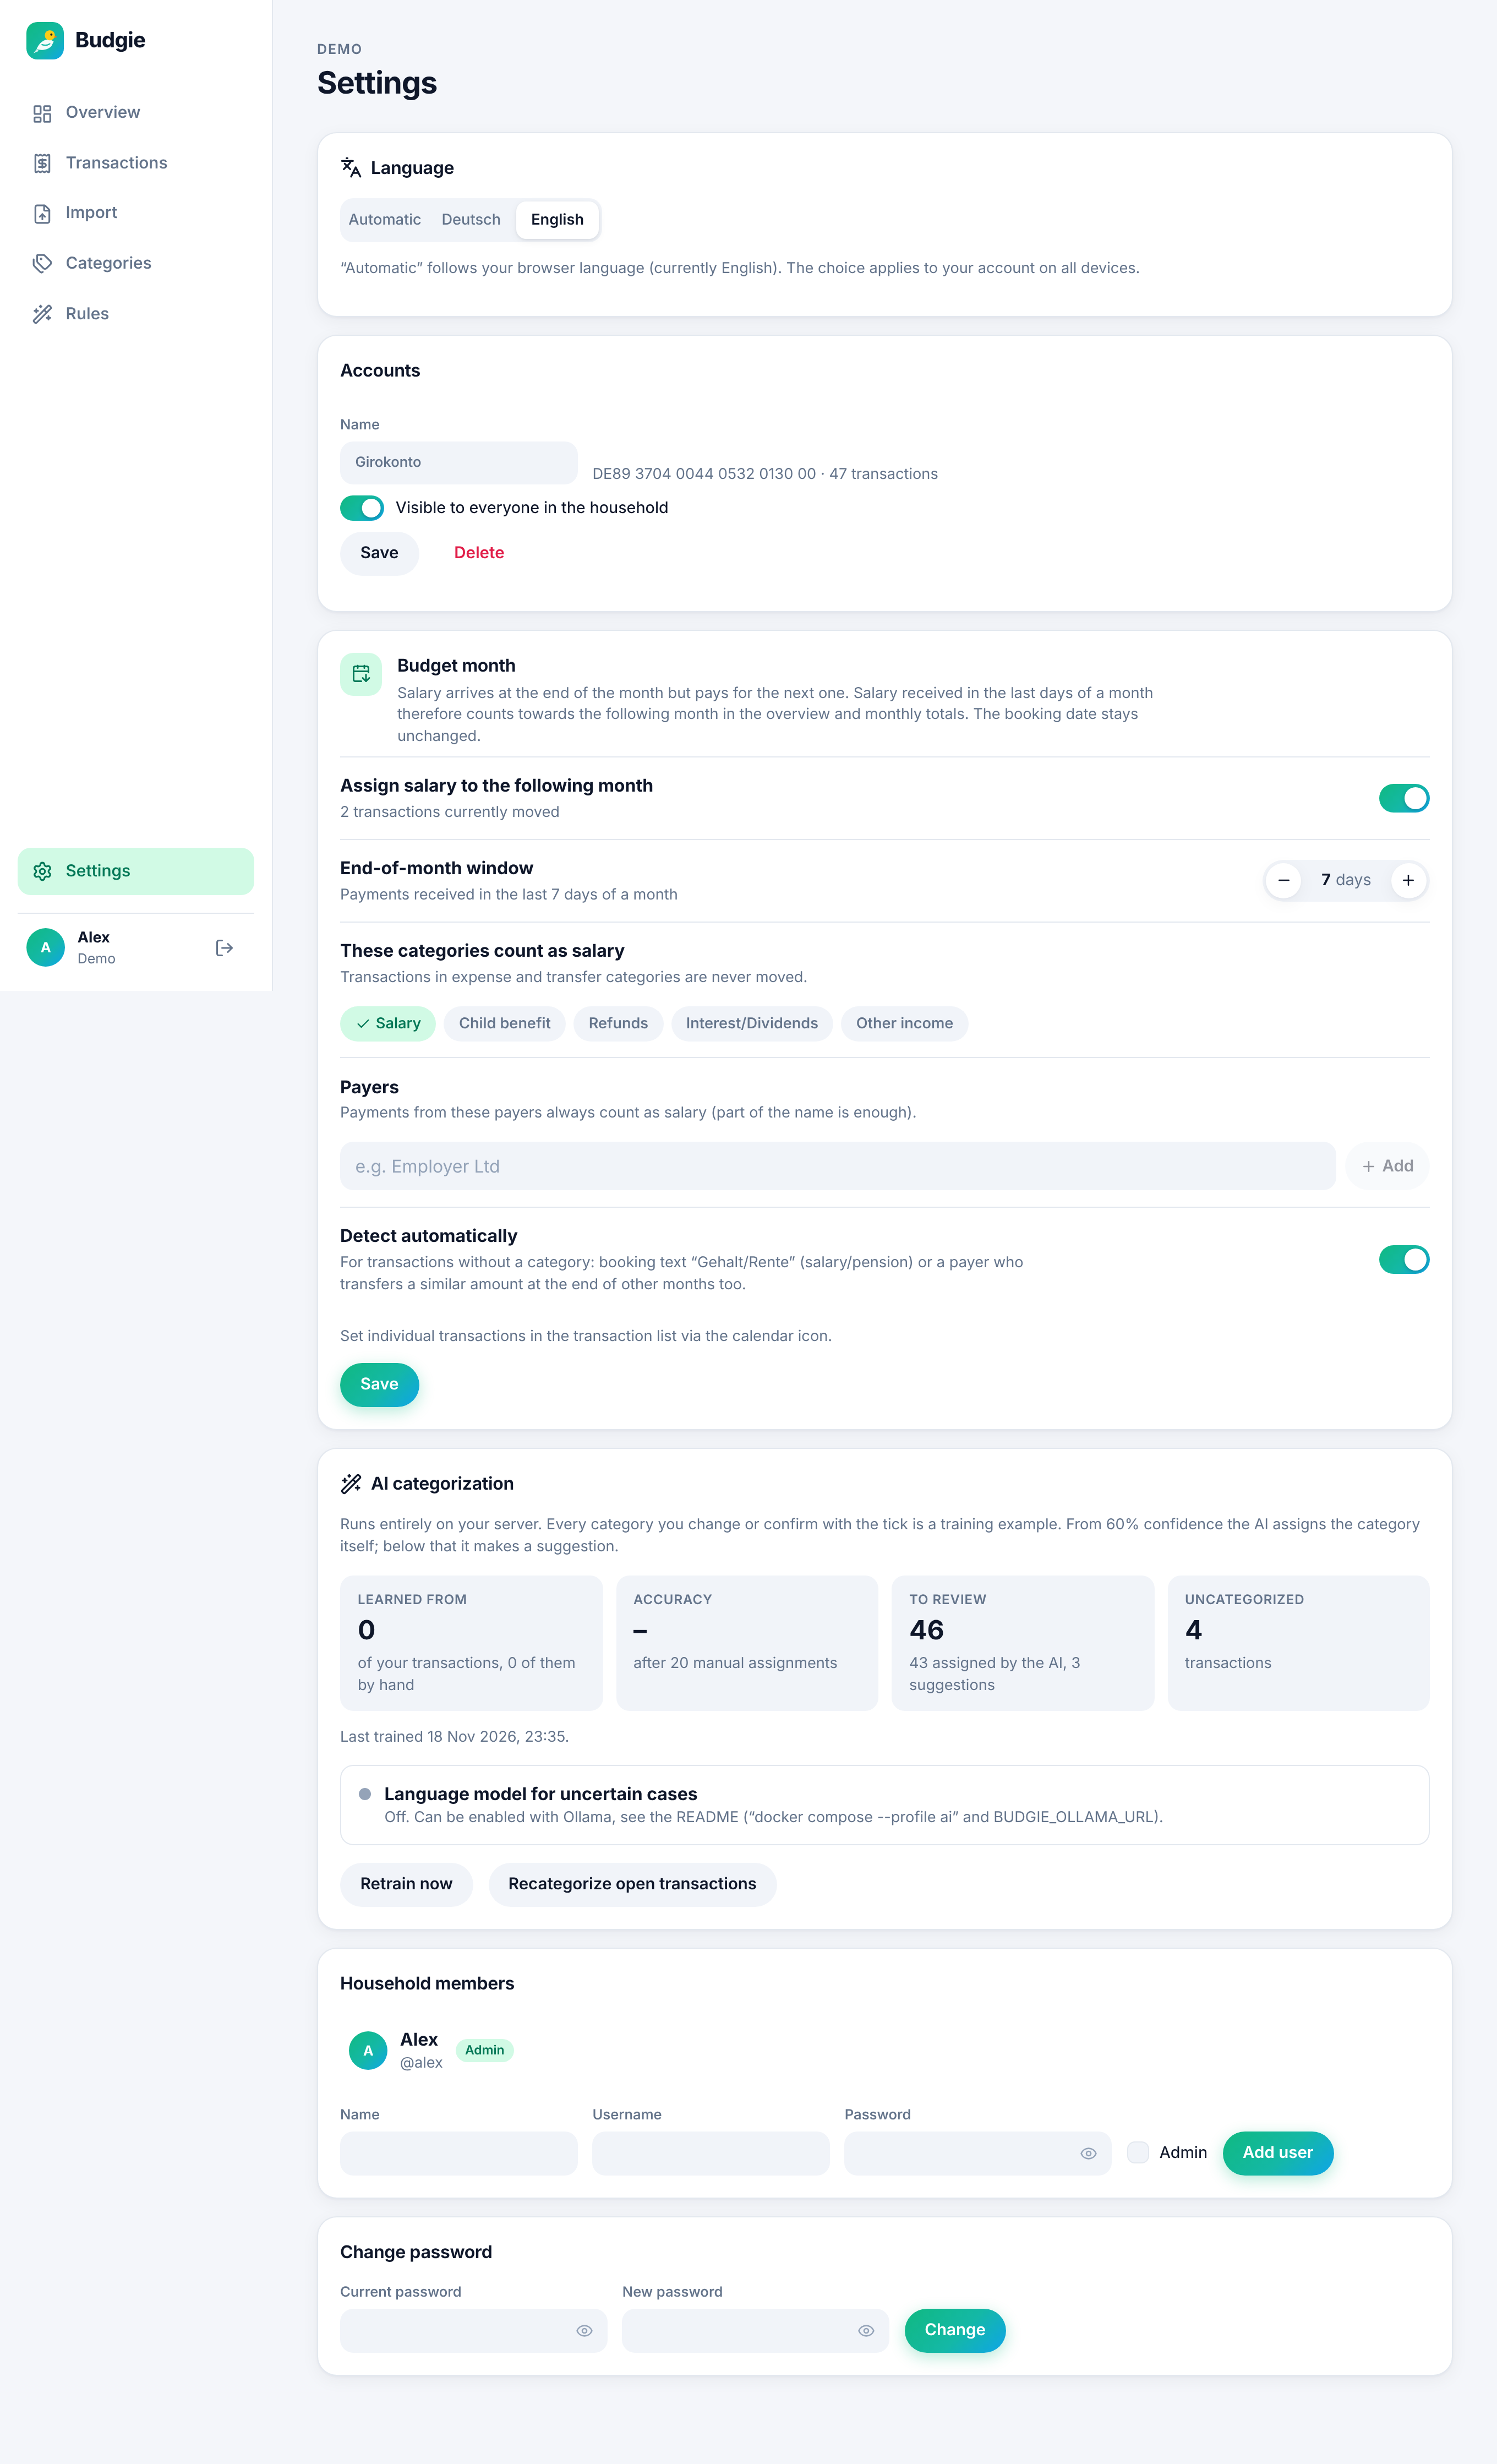 Budgie
Overview
Transactions
Import
Categories
Rules
Settings
A
Alex
Demo
DEMO
Settings
Language
Automatic
Deutsch
English
“Automatic” follows your browser language (currently English). The choice applies to your account on all devices.
Accounts
Name
Girokonto
DE89 3704 0044 0532 0130 00 · 47 transactions
Visible to everyone in the household
Save
Delete
Budget month
Salary arrives at the end of the month but pays for the next one. Salary received in the last days of a month
therefore counts towards the following month in the overview and monthly totals. The booking date stays
unchanged.
Assign salary to the following month
2 transactions currently moved
End-of-month window
Payments received in the last 7 days of a month
− 7 days +
These categories count as salary
Transactions in expense and transfer categories are never moved.
Salary
Child benefit
Refunds
Interest/Dividends
Other income
Payers
Payments from these payers always count as salary (part of the name is enough).
e.g. Employer Ltd
+ Add
Detect automatically
For transactions without a category: booking text “Gehalt/Rente” (salary/pension) or a payer who
transfers a similar amount at the end of other months too.
Set individual transactions in the transaction list via the calendar icon.
Save
AI categorization
Runs entirely on your server. Every category you change or confirm with the tick is a training example. From 60% confidence the AI assigns the category
itself; below that it makes a suggestion.
LEARNED FROM
0
of your transactions, 0 of them
by hand
ACCURACY
–
after 20 manual assignments
TO REVIEW
46
43 assigned by the AI, 3
suggestions
UNCATEGORIZED
4
transactions
Last trained 18 Nov 2026, 23:35.
Language model for uncertain cases
Off. Can be enabled with Ollama, see the README (“docker compose --profile ai” and BUDGIE_OLLAMA_URL).
Retrain now
Recategorize open transactions
Household members
A
Alex
@alex
Admin
Name
Username
Password
Admin
Add user
Change password
Current password
New password
Change